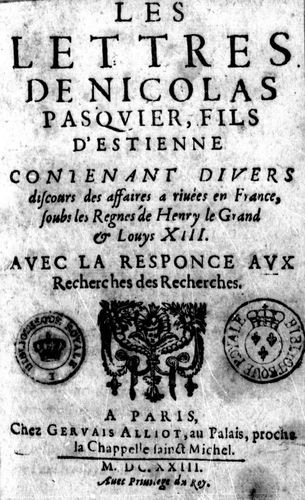 LES
LETTRES
DE NICOLAS
PASQVIER, FILS
D'ESTIENNE
CONTENANT DIVERS
discours des affaires a riuées en France,
soubs les Regnes de Henry le Grand
& Louys XIII.
AVEC LA RESPONCE AVX
Recherches des Recherches.
BIBLIOTHEQUE ROYALE
BIBLIOTHEQUE ROYALE
A PARIS,
Chez GERVAIS ALLIOT, au Palais, proche
la Chappelle sainct Michel.
M. DC. XXIII.
Auec Priuilege du Roy.